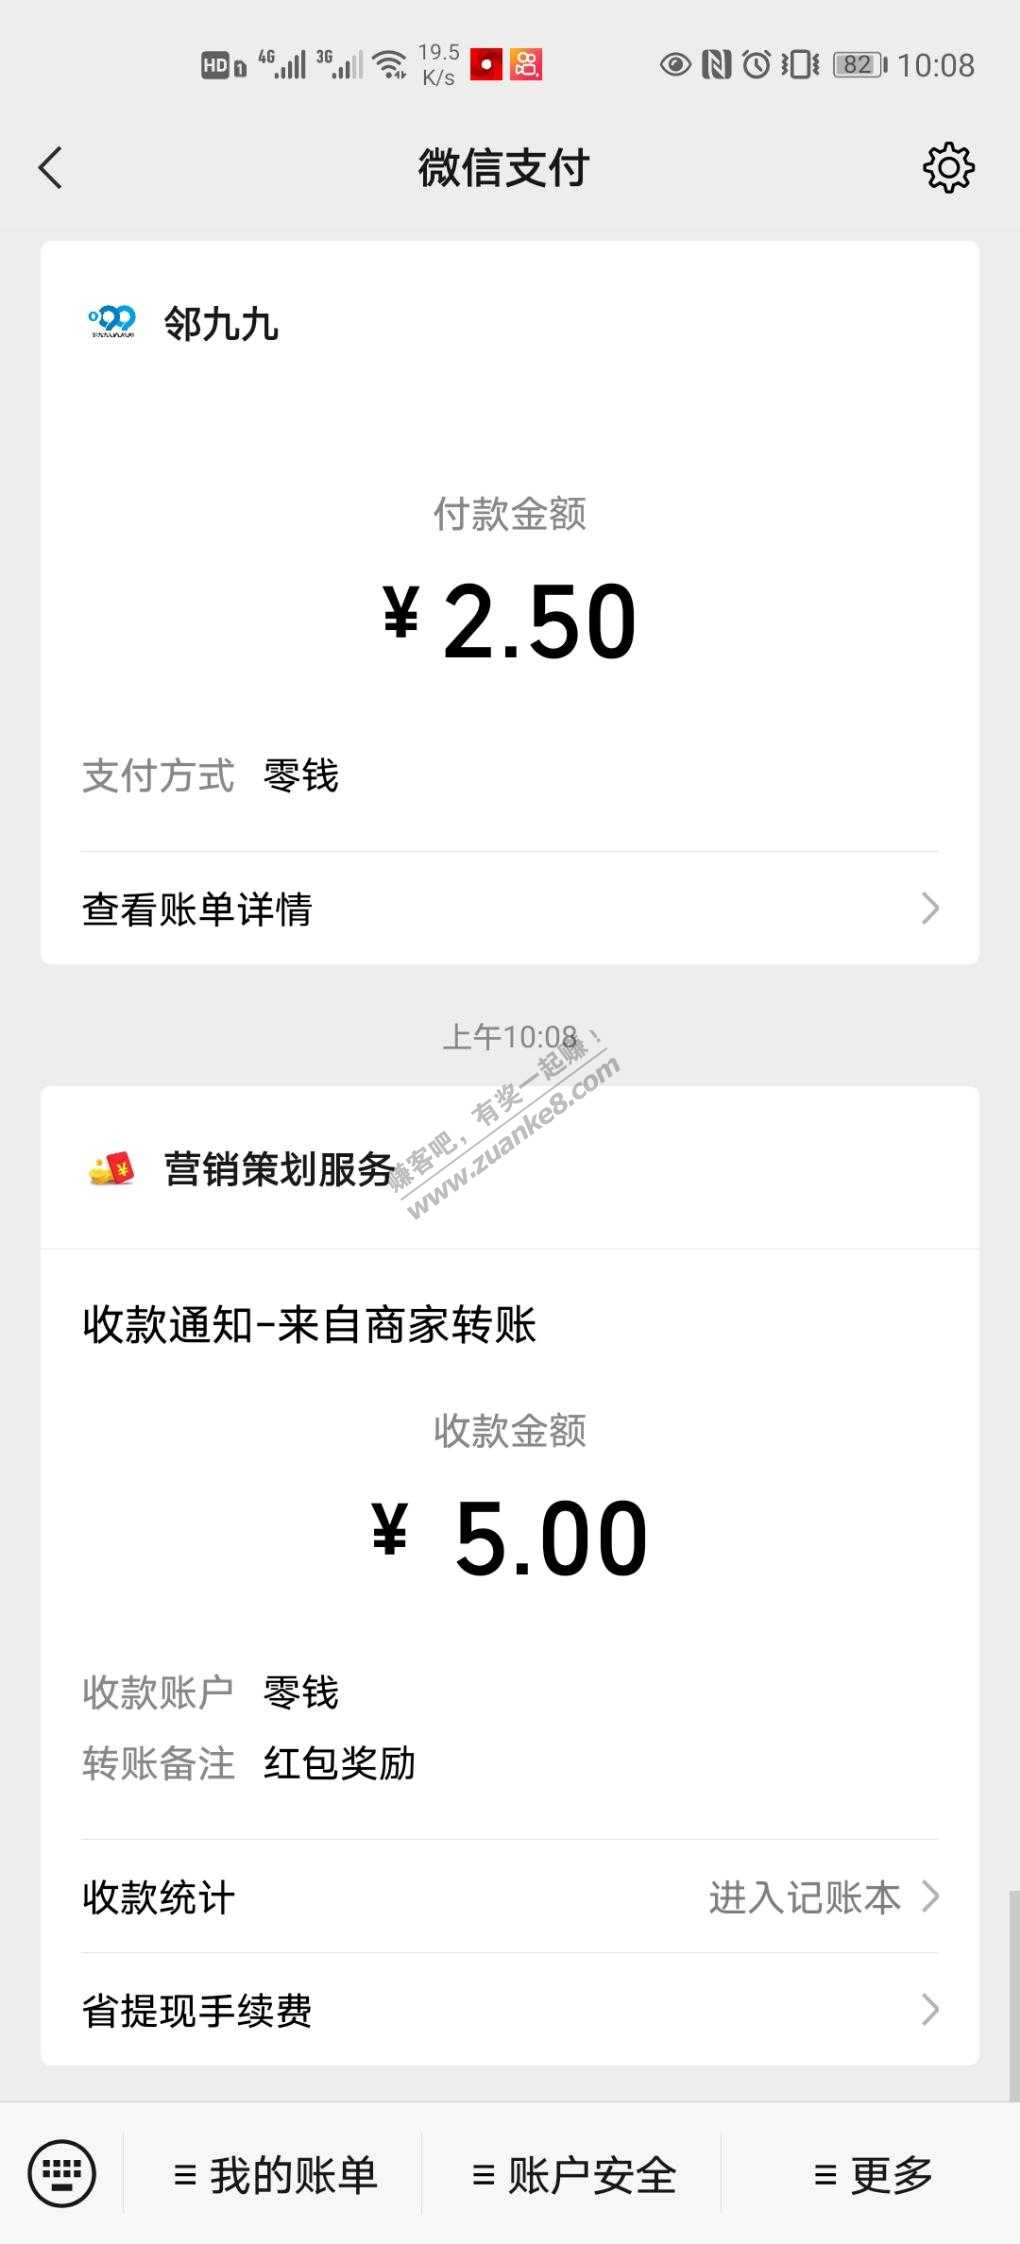 HD 1 4G 3G 19.5 K/s 82 10:08
微信支付
邻九九
付款金额
¥ 2.50
支付方式 零钱
查看账单详情
上午10:08
赚客吧，有奖一起赚！
www.zuanke8.com
营销策划服务
收款通知-来自商家转账
收款金额
¥ 5.00
收款账户 零钱
转账备注 红包奖励
收款统计 进入记账本
省提现手续费
我的账单 账户安全 更多